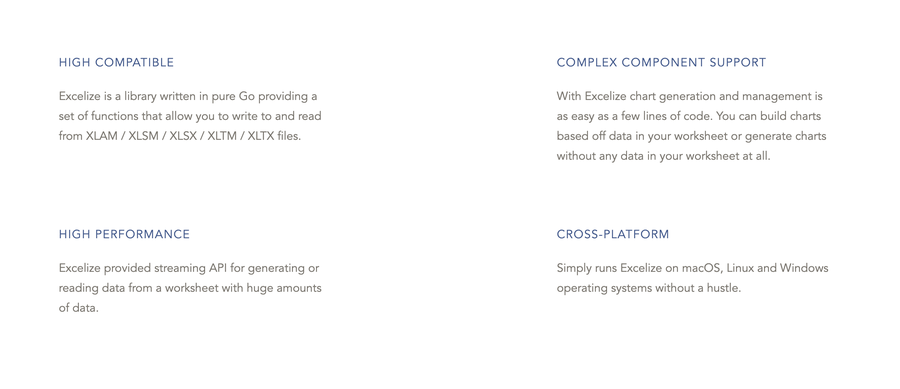 HIGH COMPATIBLE
Excelize is a library written in pure Go providing a
set of functions that allow you to write to and read
from XLAM / XLSM / XLSX / XLTM / XLTX files.
COMPLEX COMPONENT SUPPORT
With Excelize chart generation and management is
as easy as a few lines of code. You can build charts
based off data in your worksheet or generate charts
without any data in your worksheet at all.
HIGH PERFORMANCE
Excelize provided streaming API for generating or
reading data from a worksheet with huge amounts
of data.
CROSS-PLATFORM
Simply runs Excelize on macOS, Linux and Windows
operating systems without a hustle.